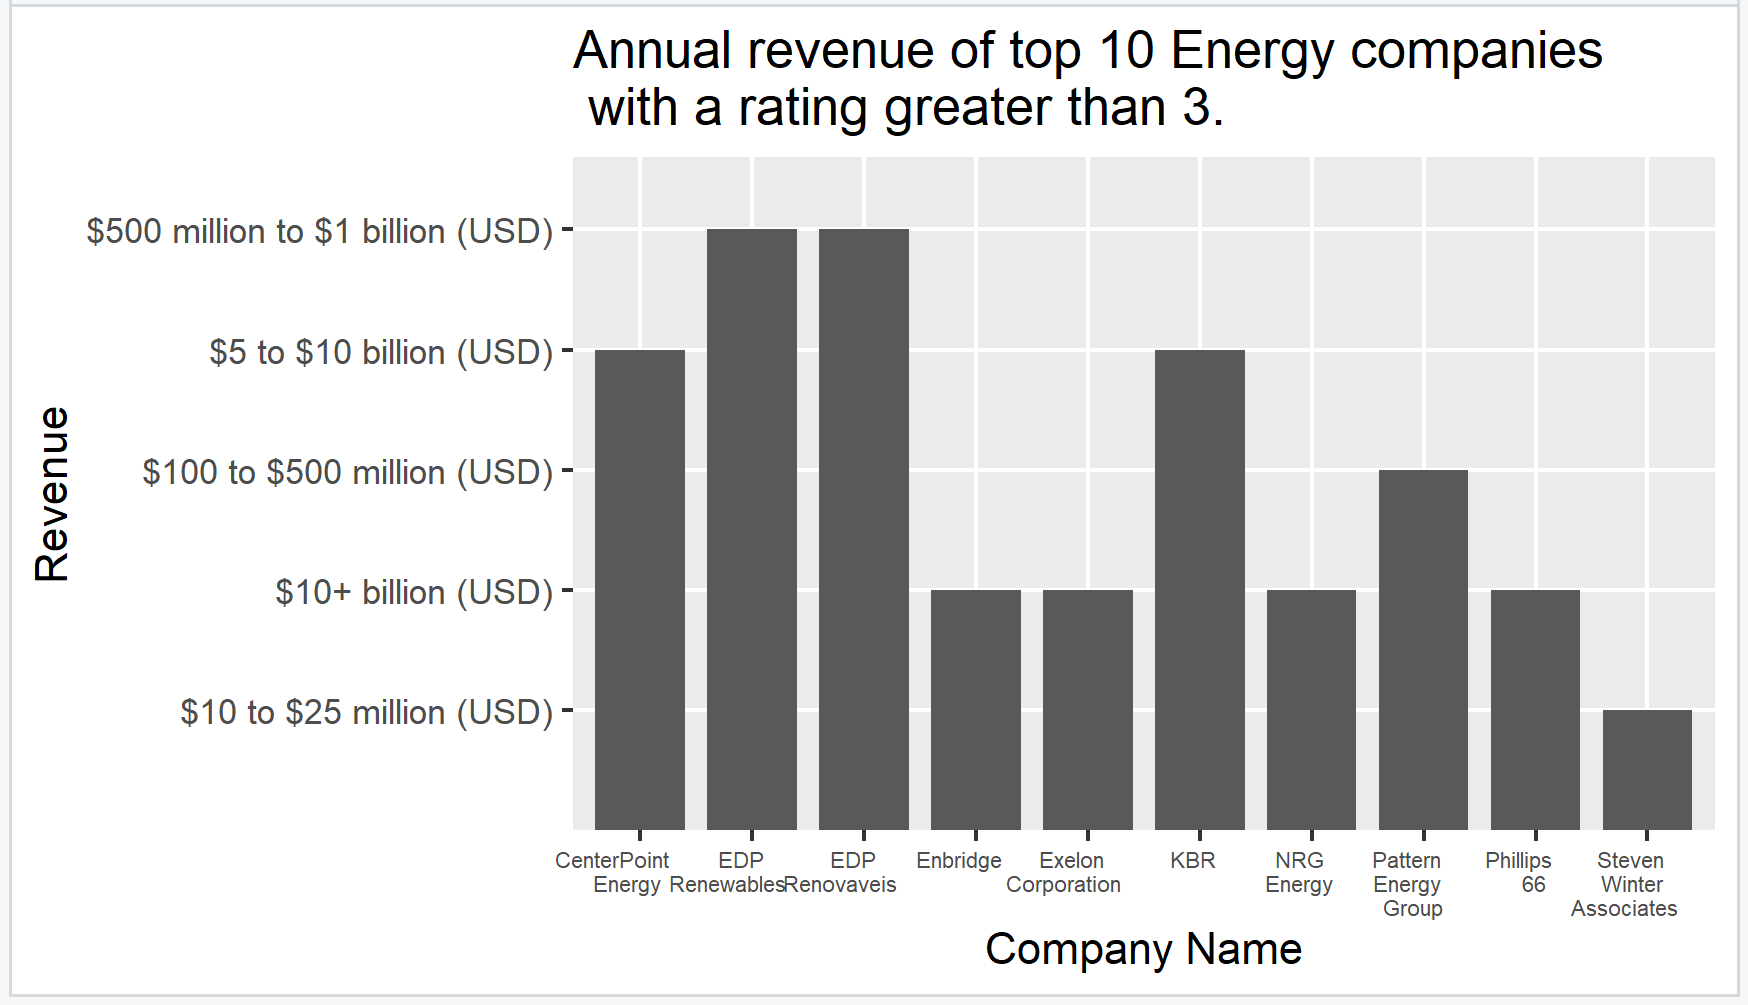 Annual revenue of top 10 Energy companies
with a rating greater than 3.
Revenue
$500 million to $1 billion (USD)
$5 to $10 billion (USD)
$100 to $500 million (USD)
$10+ billion (USD)
$10 to $25 million (USD)
CenterPoint
Energy
EDP
Renewables
EDP
Renovaveis
Enbridge
Exelon
Corporation
KBR
NRG
Energy
Pattern
Energy
Group
Phillips
66
Steven
Winter
Associates
Company Name